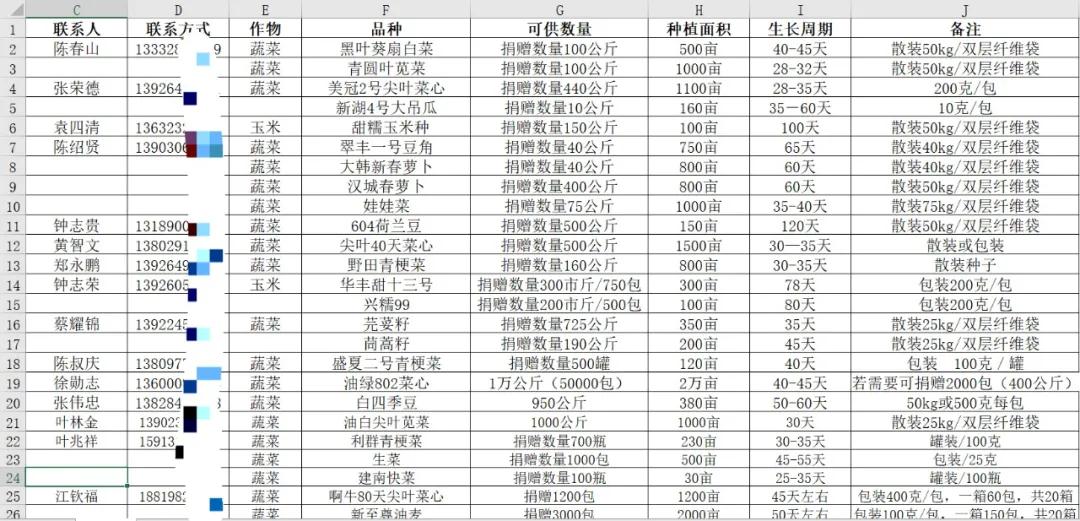 C D E F G H I J
1 联系人 联系方式 作物 品种 可供数量 种植面积 生长周期 备注
2 陈春山 13332 9 蔬菜 黑叶葵扇白菜 捐赠数量100公斤 500亩 40-45天 散装50kg/双层纤维袋
3 蔬菜 青圆叶苋菜 捐赠数量100公斤 1000亩 28-32天 散装50kg/双层纤维袋
4 张荣德 139264 蔬菜 美冠2号尖叶菜心 捐赠数量440公斤 1100亩 28-35天 200克/包
5 新湖4号大吊瓜 捐赠数量10公斤 160亩 35－60天 10克/包
6 袁四清 136323 玉米 甜糯玉米种 捐赠数量150公斤 100亩 100天 散装50kg/双层纤维袋
7 陈绍贤 1390306 蔬菜 翠丰一号豆角 捐赠数量40公斤 750亩 65天 散装40kg/双层纤维袋
8 蔬菜 大韩新春萝卜 捐赠数量40公斤 800亩 60天 散装40kg/双层纤维袋
9 蔬菜 汉城春萝卜 捐赠数量400公斤 800亩 60天 散装50kg/双层纤维袋
10 蔬菜 娃娃菜 捐赠数量75公斤 1000亩 35-40天 散装75kg/双层纤维袋
11 钟志贵 1318900 蔬菜 604荷兰豆 捐赠数量500公斤 150亩 120天 散装50kg/双层纤维袋
12 黄智文 1380291 蔬菜 尖叶40天菜心 捐赠数量500公斤 1500亩 30—35天 散装或包装
13 郑永鹏 1392649 蔬菜 野田青梗菜 捐赠数量160公斤 800亩 30-35天 散装种子
14 钟志荣 1392605 玉米 华丰甜十三号 捐赠数量300市斤/750包 300亩 78天 包装200克/包
15 兴糯99 捐赠数量200市斤/500包 100亩 80天 包装200克/包
16 蔡耀锦 1392245 蔬菜 芫荽籽 捐赠数量725公斤 350亩 35天 散装25kg/双层纤维袋
17 茼蒿籽 捐赠数量190公斤 200亩 45天 散装25kg/双层纤维袋
18 陈叔庆 138097 蔬菜 盛夏二号青梗菜 捐赠数量500罐 120亩 40天 包装 100克/罐
19 徐勋志 136000 蔬菜 油绿802菜心 1万公斤（50000包） 2万亩 40-45天 若需要可捐赠2000包（400公斤）
20 张伟忠 138284 蔬菜 白四季豆 950公斤 380亩 50-60天 50kg或500克每包
21 叶林金 13902 蔬菜 油白尖叶苋菜 1000公斤 1000亩 30天 散装25kg/双层纤维袋
22 叶兆祥 15913 蔬菜 利群青梗菜 捐赠数量700瓶 230亩 30-35天 罐装/100克
23 蔬菜 生菜 捐赠数量1000包 500亩 45-55天 包装/25克
24 蔬菜 建南快菜 捐赠数量100瓶 30亩 25-35天 罐装/100瓶
25 江钦福 188198 蔬菜 啊牛80天尖叶菜心 捐赠1200包 1200亩 45天左右 包装400克/包，一箱60包，共20箱
26 蔬菜 新至尊油麦 捐赠3000包 2000亩 50天左右 包装100克/包，一箱150包，共20箱